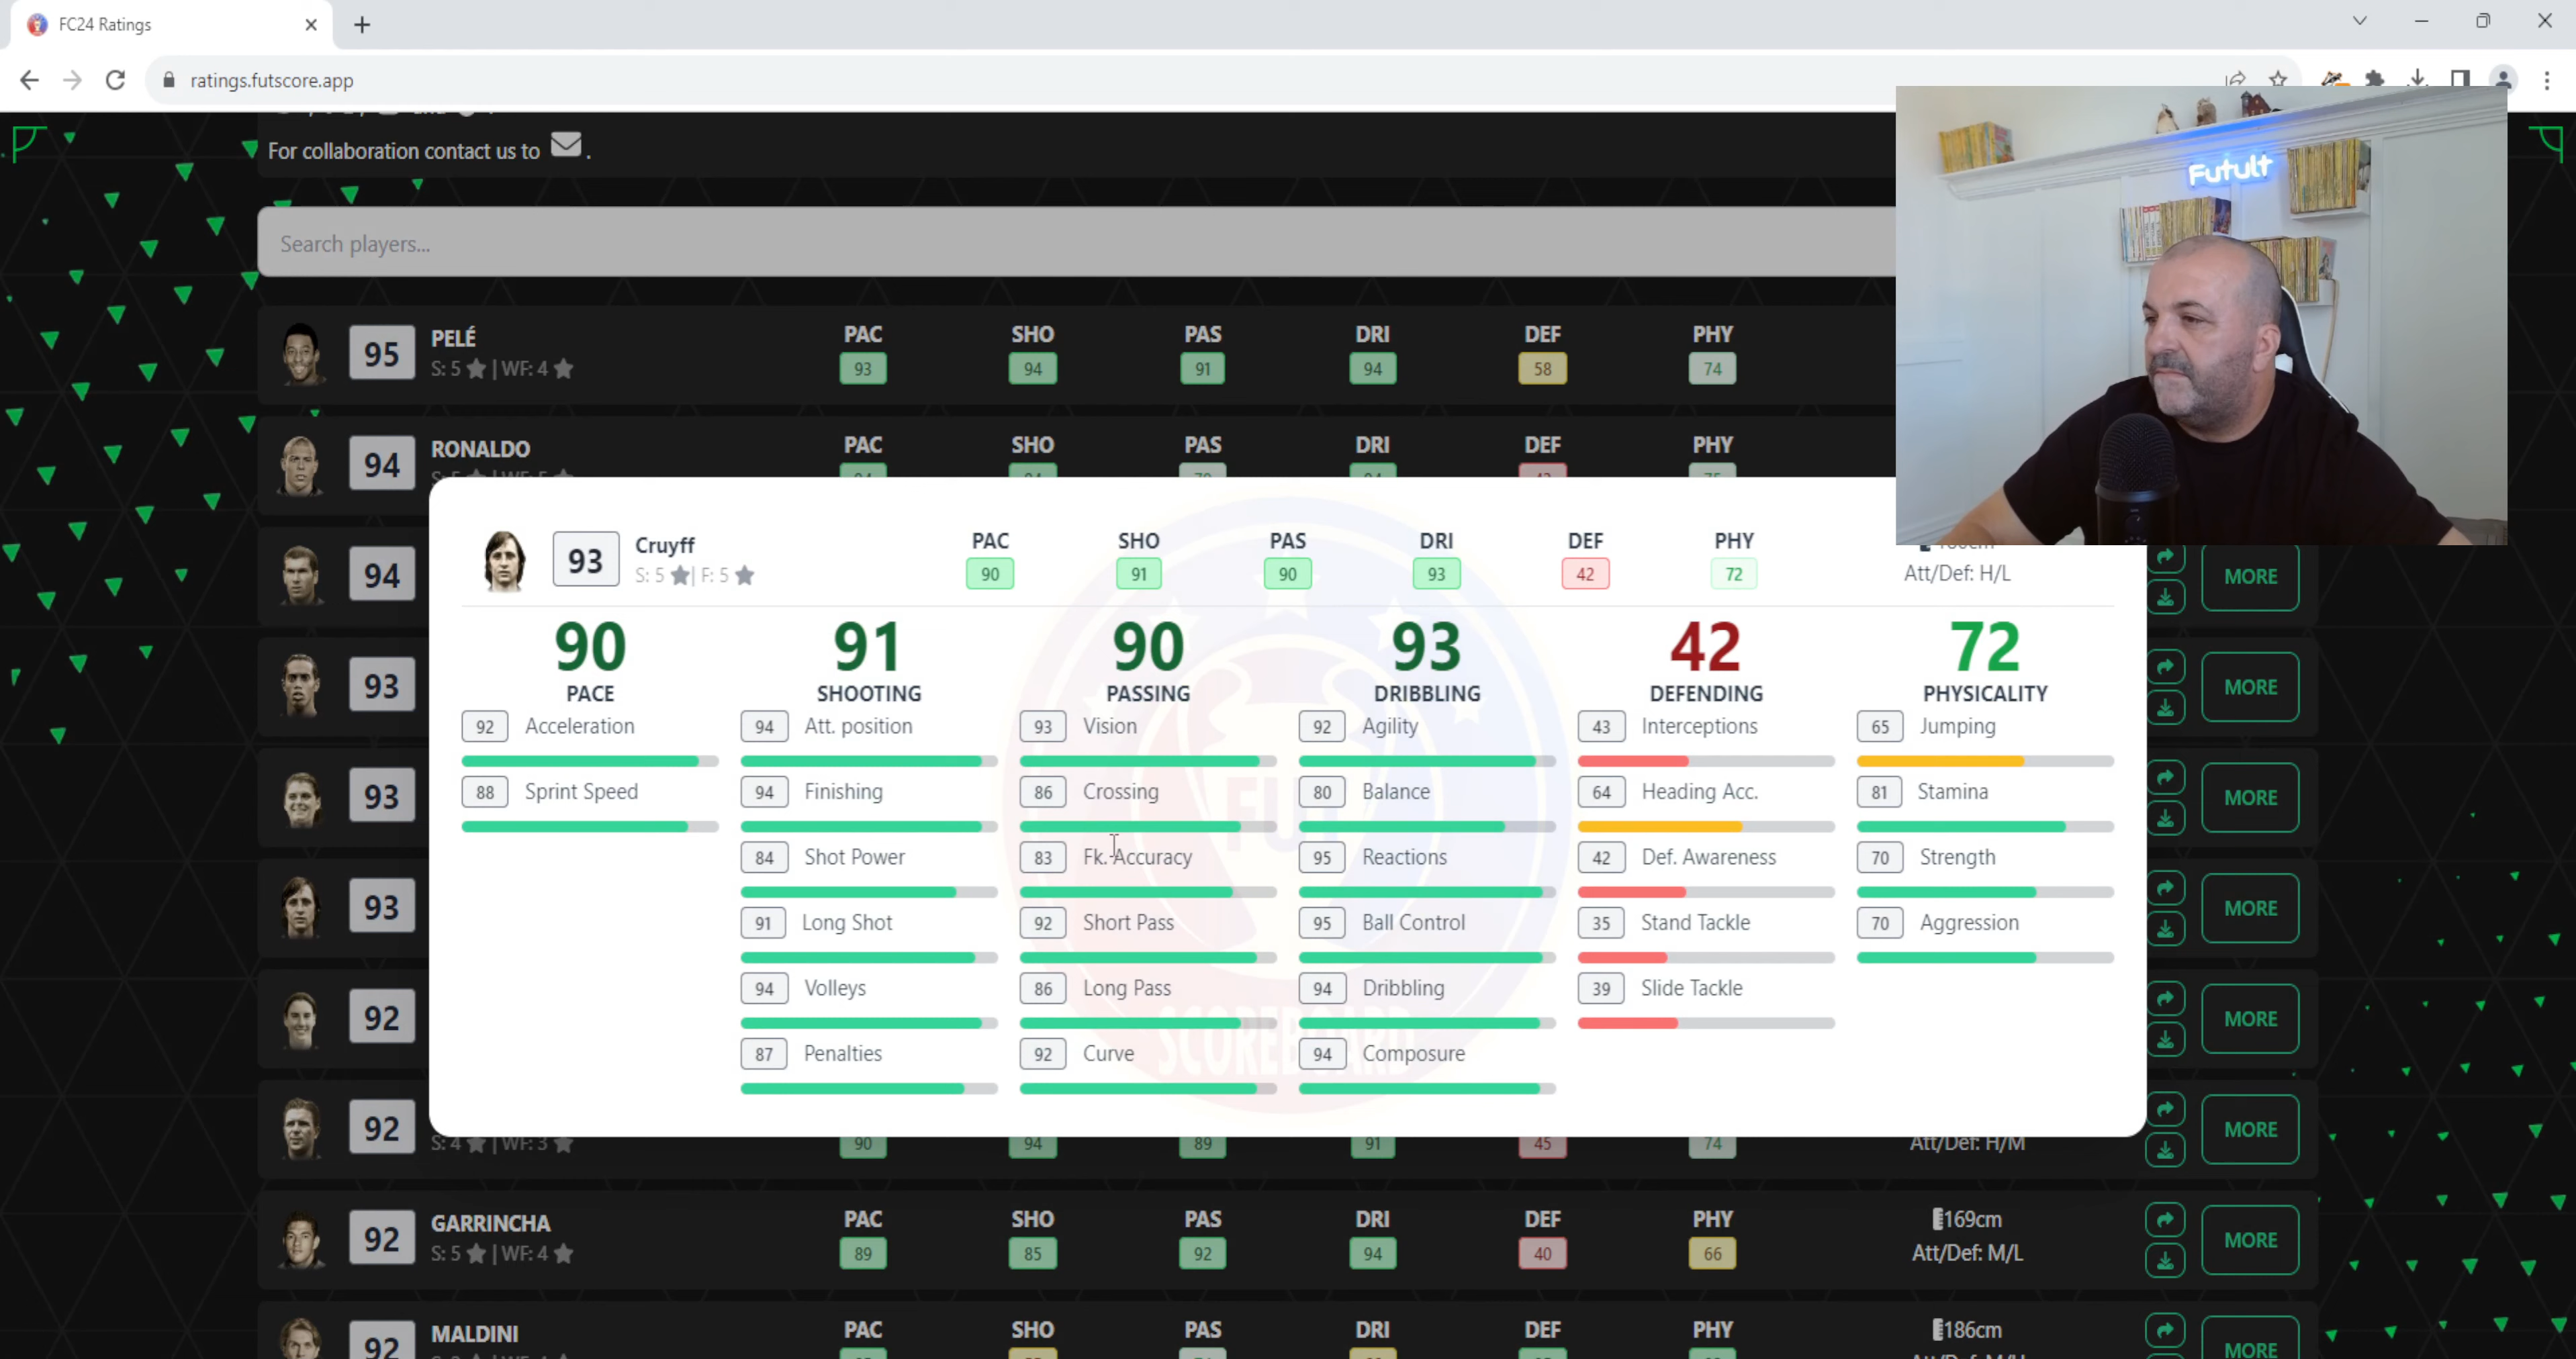 FC24 Ratings
ratings.futscore.app
For collaboration contact us to .
Futult
Search players...
95 PELÉ PAC SHO PAS DRI DEF PHY
S: 5 | WF: 4 93 94 91 94 58 74
94 RONALDO PAC SHO PAS DRI DEF PHY
93 Cruyff PAC SHO PAS DRI DEF PHY
S: 5 | F: 5 90 91 90 93 42 72 Att/Def: H/L
94 MORE
90 91 90 93 42 72
PACE SHOOTING PASSING DRIBBLING DEFENDING PHYSICALITY
93 MORE
92 Acceleration 94 Att. position 93 Vision 92 Agility 43 Interceptions 65 Jumping
88 Sprint Speed 94 Finishing 86 Crossing 80 Balance 64 Heading Acc. 81 Stamina
93 MORE
84 Shot Power 83 Fk. Accuracy 95 Reactions 42 Def. Awareness 70 Strength
93 MORE
91 Long Shot 92 Short Pass 95 Ball Control 35 Stand Tackle 70 Aggression
94 Volleys 86 Long Pass 94 Dribbling 39 Slide Tackle
92 MORE
87 Penalties 92 Curve 94 Composure
FUT
SCOREBOARD
92 MORE
S: 4 | WF: 3 90 94 89 91 45 74 Att/Def: H/M
92 GARRINCHA PAC SHO PAS DRI DEF PHY 169cm MORE
S: 5 | WF: 4 89 85 92 94 40 66 Att/Def: M/L
92 MALDINI PAC SHO PAS DRI DEF PHY 186cm MORE